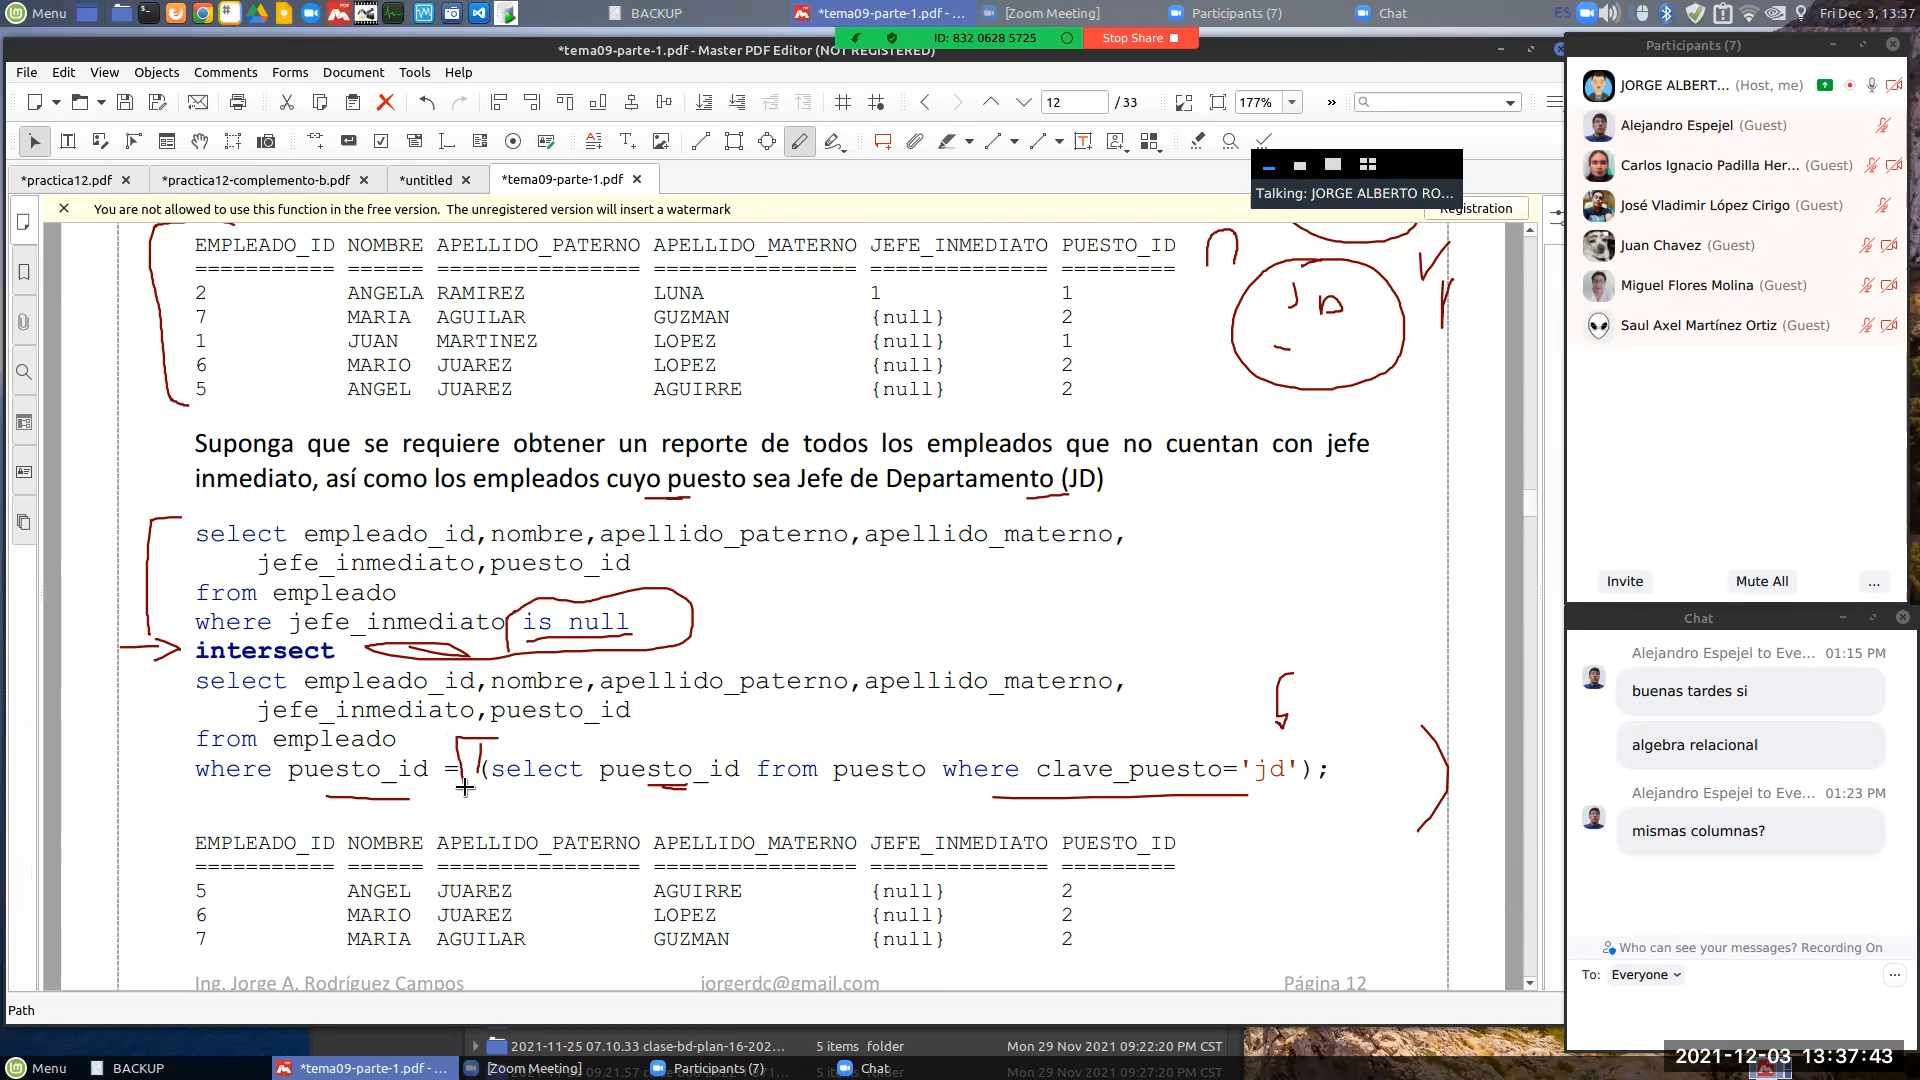 Menu
BACKUP
*tema09-parte-1.pdf - ...
[Zoom Meeting]
Participants (7)
Chat
ES
Fri Dec 3, 13:37
*tema09-parte-1.pdf - Master PDF Editor (NOT REGISTERED)
ID: 832 0628 5725
Stop Share
File Edit View Objects Comments Forms Document Tools Help
12 / 33
177%
*practica12.pdf
*practica12-complemento-b.pdf
*untitled
*tema09-parte-1.pdf
Talking: JORGE ALBERTO RO...
You are not allowed to use this function in the free version. The unregistered version will insert a watermark
Registration
EMPLEADO_ID NOMBRE APELLIDO_PATERNO APELLIDO_MATERNO JEFE_INMEDIATO PUESTO_ID
=========== ====== ================ ================ ============== =========
2 ANGELA RAMIREZ LUNA 1 1
7 MARIA AGUILAR GUZMAN {null} 2
1 JUAN MARTINEZ LOPEZ {null} 1
6 MARIO JUAREZ LOPEZ {null} 2
5 ANGEL JUAREZ AGUIRRE {null} 2
J D
Suponga que se requiere obtener un reporte de todos los empleados que no cuentan con jefe
inmediato, así como los empleados cuyo puesto sea Jefe de Departamento (JD)
select empleado_id,nombre,apellido_paterno,apellido_materno,
jefe_inmediato,puesto_id
from empleado
where jefe_inmediato is null
intersect
select empleado_id,nombre,apellido_paterno,apellido_materno,
jefe_inmediato,puesto_id
from empleado
where puesto_id = (select puesto_id from puesto where clave_puesto='jd');
EMPLEADO_ID NOMBRE APELLIDO_PATERNO APELLIDO_MATERNO JEFE_INMEDIATO PUESTO_ID
=========== ====== ================ ================ ============== =========
5 ANGEL JUAREZ AGUIRRE {null} 2
6 MARIO JUAREZ LOPEZ {null} 2
7 MARIA AGUILAR GUZMAN {null} 2
Ing. Jorge A. Rodríguez Campos
jorgerdc@gmail.com
Página 12
Path
Participants (7)
JORGE ALBERT... (Host, me)
Alejandro Espejel (Guest)
Carlos Ignacio Padilla Her... (Guest)
José Vladimir López Cirigo (Guest)
Juan Chavez (Guest)
Miguel Flores Molina (Guest)
Saul Axel Martínez Ortiz (Guest)
Invite
Mute All
...
Chat
Alejandro Espejel to Eve... 01:15 PM
buenas tardes si
algebra relacional
Alejandro Espejel to Eve... 01:23 PM
mismas columnas?
Who can see your messages? Recording On
To: Everyone
2021-11-25 07.10.33 clase-bd-plan-16-202... 5 items folder Mon 29 Nov 2021 09:22:20 PM CST
Menu
BACKUP
*tema09-parte-1.pdf - ...
[Zoom Meeting]
Participants (7)
Chat
2021-12-03 13:37:43